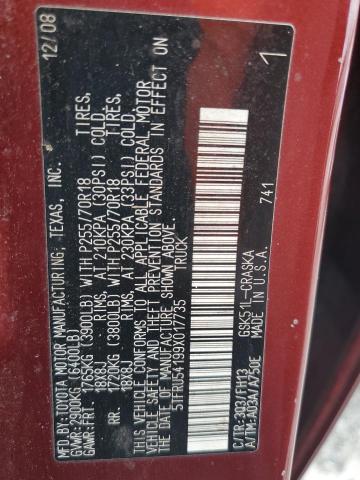 MFD. BY: TOYOTA MOTOR MANUFACTURING, TEXAS, INC. 12/08
GVWR: 2900KG (6400LB)
GAWR: FRT. 1765KG (3900LB) WITH P255/70R18 TIRES,
18X8J RIMS, AT 210KPA (30PSI) COLD
RR. 1725KG (3800LB) WITH P255/70R18 TIRES,
18X8J RIMS, AT 230KPA (33PSI) COLD
THIS VEHICLE CONFORMS TO ALL APPLICABLE FEDERAL MOTOR
VEHICLE SAFETY AND THEFT PREVENTION STANDARDS IN EFFECT ON
THE DATE OF MANUFACTURE SHOWN ABOVE.
5TFRU54199X017735 TRUCK
1
741
C/TR: 3Q3/FH13 GSK51L-CRASKA
A/TM: A03A/A750E MADE IN U.S.A.